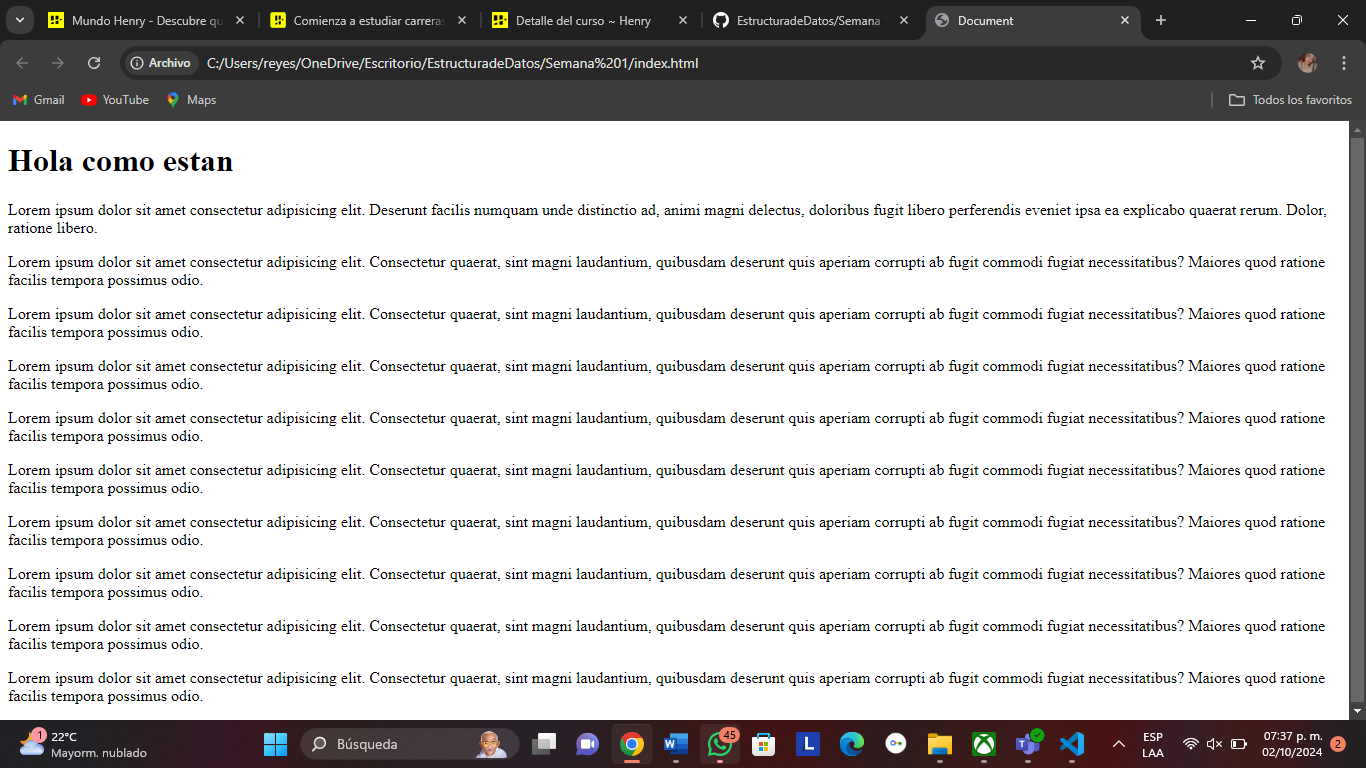 Mundo Henry - Descubre qu
Comienza a estudiar carreras
Detalle del curso ~ Henry
EstructuradeDatos/Semana
Document
Archivo
C:/Users/reyes/OneDrive/Escritorio/EstructuradeDatos/Semana%201/index.html
Gmail
YouTube
Maps
Todos los favoritos
Hola como estan
Lorem ipsum dolor sit amet consectetur adipisicing elit. Deserunt facilis numquam unde distinctio ad, animi magni delectus, doloribus fugit libero perferendis eveniet ipsa ea explicabo quaerat rerum. Dolor,
ratione libero.
Lorem ipsum dolor sit amet consectetur adipisicing elit. Consectetur quaerat, sint magni laudantium, quibusdam deserunt quis aperiam corrupti ab fugit commodi fugiat necessitatibus? Maiores quod ratione
facilis tempora possimus odio.
Lorem ipsum dolor sit amet consectetur adipisicing elit. Consectetur quaerat, sint magni laudantium, quibusdam deserunt quis aperiam corrupti ab fugit commodi fugiat necessitatibus? Maiores quod ratione
facilis tempora possimus odio.
Lorem ipsum dolor sit amet consectetur adipisicing elit. Consectetur quaerat, sint magni laudantium, quibusdam deserunt quis aperiam corrupti ab fugit commodi fugiat necessitatibus? Maiores quod ratione
facilis tempora possimus odio.
Lorem ipsum dolor sit amet consectetur adipisicing elit. Consectetur quaerat, sint magni laudantium, quibusdam deserunt quis aperiam corrupti ab fugit commodi fugiat necessitatibus? Maiores quod ratione
facilis tempora possimus odio.
Lorem ipsum dolor sit amet consectetur adipisicing elit. Consectetur quaerat, sint magni laudantium, quibusdam deserunt quis aperiam corrupti ab fugit commodi fugiat necessitatibus? Maiores quod ratione
facilis tempora possimus odio.
Lorem ipsum dolor sit amet consectetur adipisicing elit. Consectetur quaerat, sint magni laudantium, quibusdam deserunt quis aperiam corrupti ab fugit commodi fugiat necessitatibus? Maiores quod ratione
facilis tempora possimus odio.
Lorem ipsum dolor sit amet consectetur adipisicing elit. Consectetur quaerat, sint magni laudantium, quibusdam deserunt quis aperiam corrupti ab fugit commodi fugiat necessitatibus? Maiores quod ratione
facilis tempora possimus odio.
Lorem ipsum dolor sit amet consectetur adipisicing elit. Consectetur quaerat, sint magni laudantium, quibusdam deserunt quis aperiam corrupti ab fugit commodi fugiat necessitatibus? Maiores quod ratione
facilis tempora possimus odio.
Lorem ipsum dolor sit amet consectetur adipisicing elit. Consectetur quaerat, sint magni laudantium, quibusdam deserunt quis aperiam corrupti ab fugit commodi fugiat necessitatibus? Maiores quod ratione
facilis tempora possimus odio.
1
22°C
Mayorm. nublado
Búsqueda
45
L
ESP
LAA
07:37 p. m.
02/10/2024
2